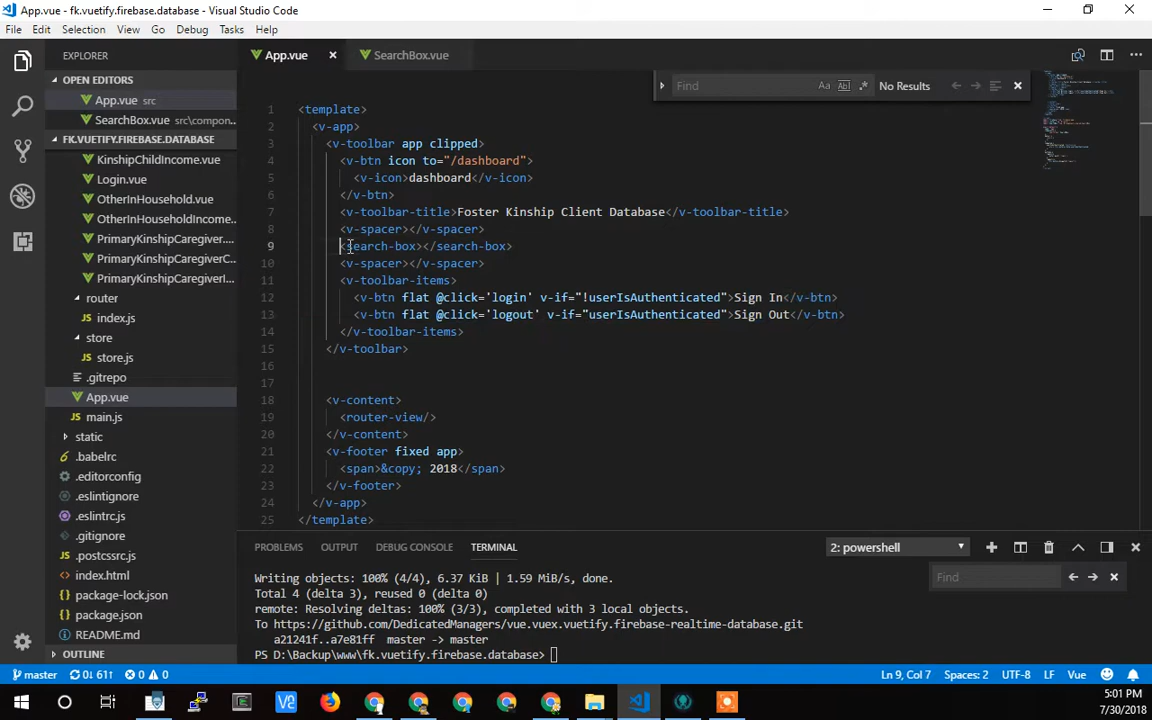 App.vue - fk.vuetify.firebase.database - Visual Studio Code
File Edit Selection View Go Debug Tasks Help
EXPLORER
OPEN EDITORS
App.vue src
SearchBox.vue src\compon...
FK.VUETIFY.FIREBASE.DATABASE
KinshipChildIncome.vue
Login.vue
OtherInHousehold.vue
OtherInHouseholdIncome...
PrimaryKinshipCaregiver....
PrimaryKinshipCaregiverC...
PrimaryKinshipCaregiverI...
router
index.js
store
store.js
.gitrepo
App.vue
main.js
static
.babelrc
.editorconfig
.eslintignore
.eslintrc.js
.gitignore
.postcssrc.js
index.html
package-lock.json
package.json
README.md
OUTLINE
App.vue SearchBox.vue
Find Aa Abl .* No Results
1 <template>
2 <v-app>
3 <v-toolbar app clipped>
4 <v-btn icon to="/dashboard">
5 <v-icon>dashboard</v-icon>
6 </v-btn>
7 <v-toolbar-title>Foster Kinship Client Database</v-toolbar-title>
8 <v-spacer></v-spacer>
9 <search-box></search-box>
10 <v-spacer></v-spacer>
11 <v-toolbar-items>
12 <v-btn flat @click='login' v-if="!userIsAuthenticated">Sign In</v-btn>
13 <v-btn flat @click='logout' v-if="userIsAuthenticated">Sign Out</v-btn>
14 </v-toolbar-items>
15 </v-toolbar>
16
17
18 <v-content>
19 <router-view/>
20 </v-content>
21 <v-footer fixed app>
22 <span>&copy; 2018</span>
23 </v-footer>
24 </v-app>
25 </template>
PROBLEMS OUTPUT DEBUG CONSOLE TERMINAL
2: powershell
Find
Writing objects: 100% (4/4), 6.37 KiB | 1.59 MiB/s, done.
Total 4 (delta 3), reused 0 (delta 0)
remote: Resolving deltas: 100% (3/3), completed with 3 local objects.
To https://github.com/DedicatedManagers/vue.vuex.vuetify.firebase-realtime-database.git
a21241f..a7e81ff master -> master
PS D:\Backup\www\fk.vuetify.firebase.database>
master 0↓ 61↑ 0 0 Ln 9, Col 7 Spaces: 2 UTF-8 LF Vue
5:01 PM
7/30/2018